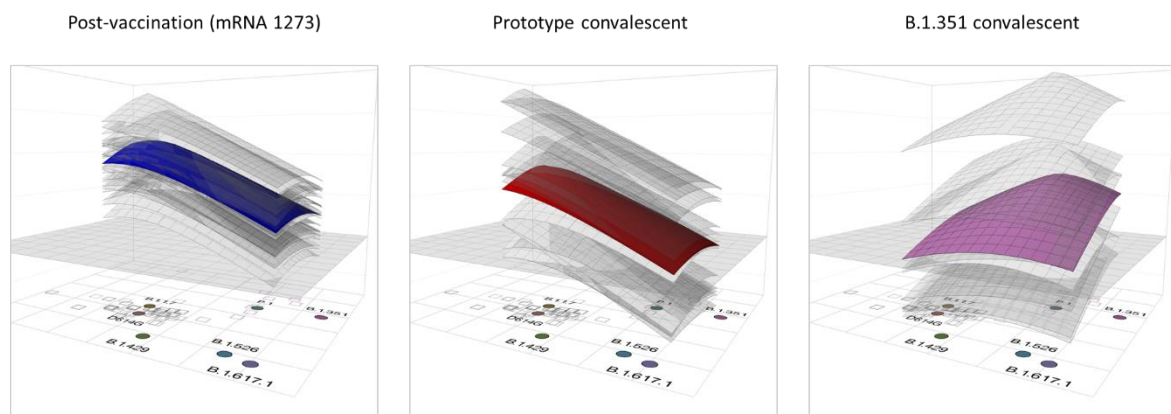 Post-vaccination (mRNA 1273)
Prototype convalescent
B.1.351 convalescent
B.1.1.7
P.1
B.1.351
D614G
B.1.429
B.1.526
B.1.617.1
B.1.1.7
P.1
B.1.351
D614G
B.1.429
B.1.526
B.1.617.1
B.1.1.7
P.1
B.1.351
D614G
B.1.429
B.1.526
B.1.617.1